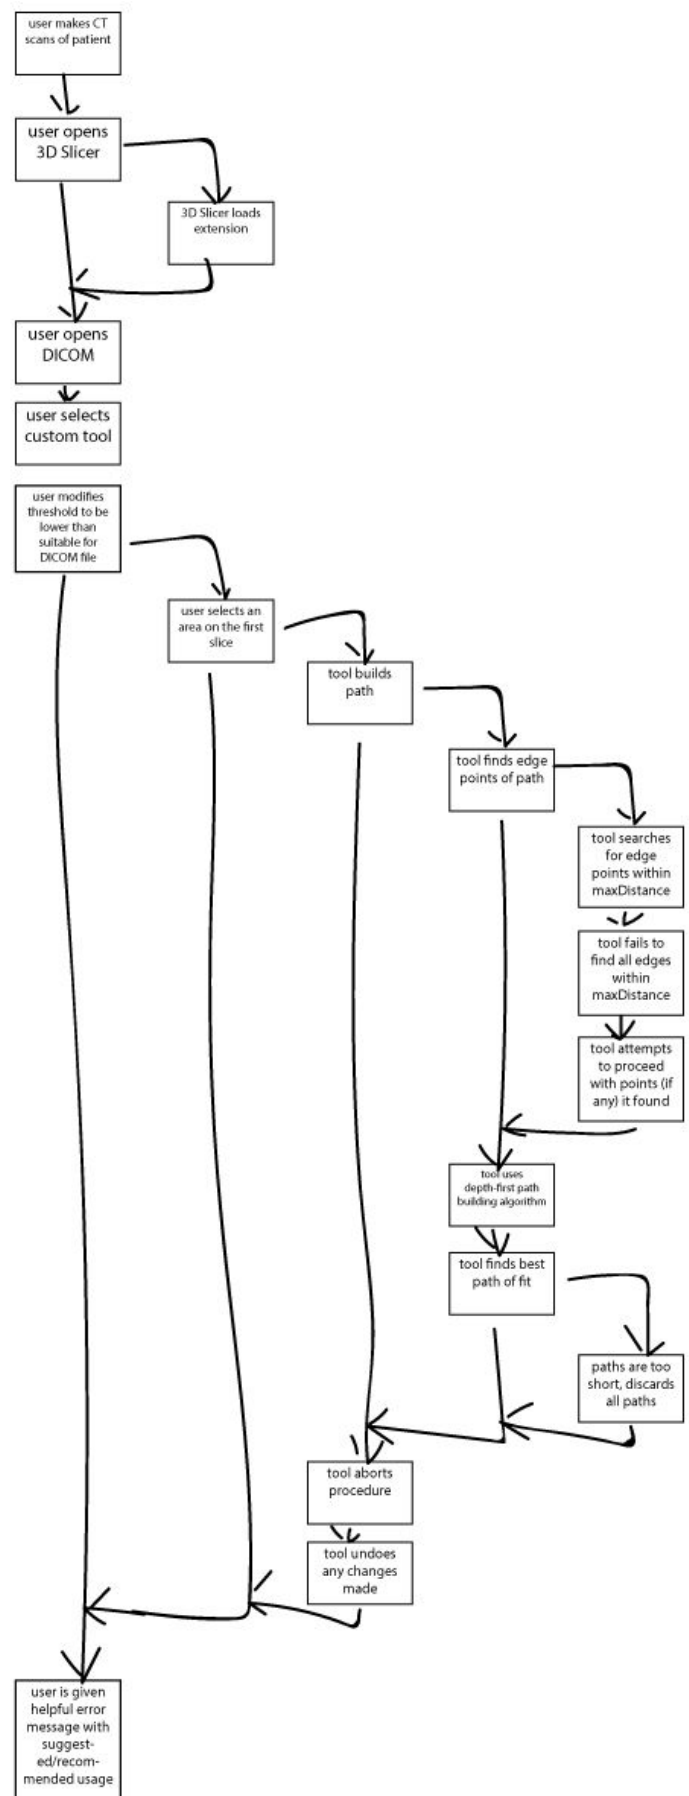 user makes CT
scans of patient
user opens
3D Slicer
3D Slicer loads
extension
user opens
DICOM
user selects
custom tool
user modifies
threshold to be
lower than
suitable for
DICOM file
user selects an
area on the first
slice
tool builds
path
tool finds edge
points of path
tool searches
for edge
points within
maxDistance
tool fails to
find all edges
within
maxDistance
tool attempts
to proceed
with points (if
any) it found
tool uses
depth-first path
building algorithm
tool finds best
path of fit
paths are too
short, discards
all paths
tool aborts
procedure
tool undoes
any changes
made
user is given
helpful error
message with
suggest-
ed/recom-
mended usage